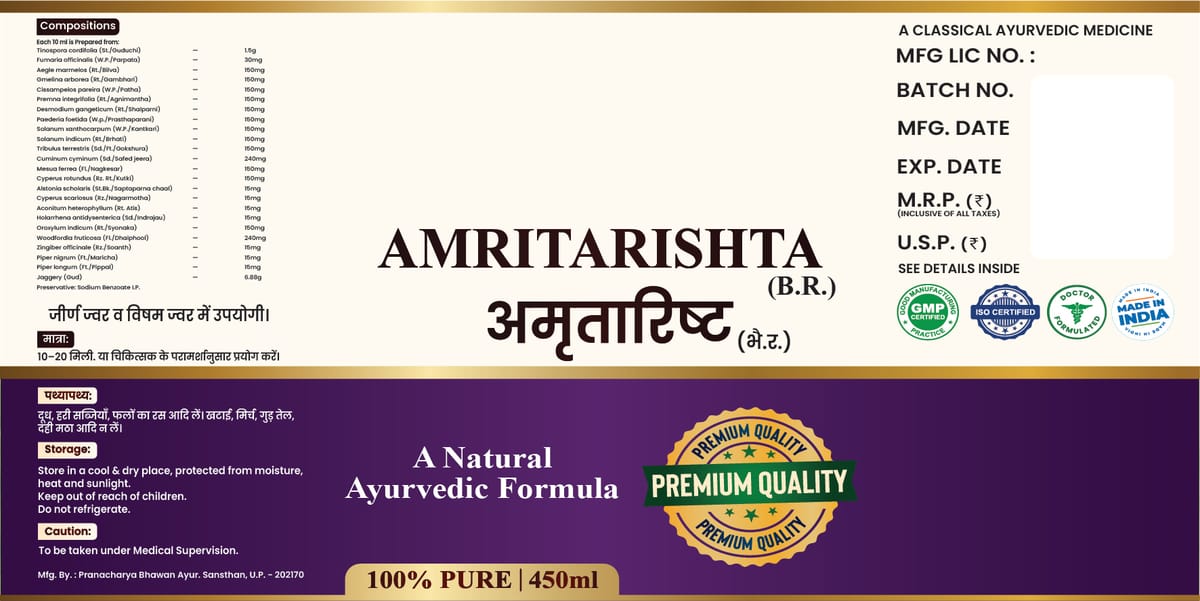 Compositions
Each 10 ml is Prepared from:
Tinospora cordifolia (St./Guduchi) – 1.5g
Fumaria officinalis (W.P./Parpata) – 30mg
Aegle marmelos (Rt./Bilva) – 150mg
Gmelina arborea (Rt./Gambhari) – 150mg
Cissampelos pareira (W.P./Patha) – 150mg
Premna integrifolia (Rt./Agnimantha) – 150mg
Desmodium gangeticum (Rt./Shalparni) – 150mg
Paederia foetida (W.p./Prasthaparani) – 150mg
Solanum xanthocarpum (W.P./Kantkari) – 150mg
Solanum indicum (Rt./Brhati) – 150mg
Tribulus terrestris (Sd./Ft./Gokshura) – 150mg
Cuminum cyminum (Sd./Safed jeera) – 240mg
Mesua ferrea (Fl./Nagkesar) – 150mg
Cyperus rotundus (Rz. Rt./Kutki) – 150mg
Alstonia scholaris (St.Bk./Saptaparna chaal) – 15mg
Cyperus scariosus (Rz./Nagarmotha) – 15mg
Aconitum heterophyllum (Rt. Atis) – 15mg
Holarrhena antidysenterica (Sd./Indrajau) – 15mg
Oroxylum indicum (Rt./Syonaka) – 150mg
Woodfordia fruticosa (Fl./Dhaiphool) – 240mg
Zingiber officinale (Rz./Soanth) – 15mg
Piper nigrum (Ft./Maricha) – 15mg
Piper longum (Ft./Pippal) – 15mg
Jaggery (Gud) – 6.88g
Preservative: Sodium Benzoate I.P.
जीर्ण ज्वर व विषम ज्वर में उपयोगी।
मात्रा:
10–20 मिली. या चिकित्सक के परामर्शानुसार प्रयोग करें।
पथ्यापथ्य:
दूध, हरी सब्जियाँ, फलों का रस आदि लें। खटाई, मिर्च, गुड़ तेल,
दही मठा आदि न लें।
Storage:
Store in a cool & dry place, protected from moisture,
heat and sunlight.
Keep out of reach of children.
Do not refrigerate.
Caution:
To be taken under Medical Supervision.
Mfg. By. : Pranacharya Bhawan Ayur. Sansthan, U.P. - 202170
AMRITARISHTA
(B.R.)
अमृतारिष्ट
(भै.र.)
A Natural
Ayurvedic Formula
100% PURE | 450ml
PREMIUM QUALITY
PREMIUM QUALITY
PREMIUM QUALITY
A CLASSICAL AYURVEDIC MEDICINE
MFG LIC NO. :
BATCH NO.
MFG. DATE
EXP. DATE
M.R.P. (₹)
(INCLUSIVE OF ALL TAXES)
U.S.P. (₹)
SEE DETAILS INSIDE
GOOD MANUFACTURING
GMP
CERTIFIED
PRACTICE
ISO CERTIFIED
DOCTOR
FORMULATED
MADE IN INDIA
MADE IN
INDIA